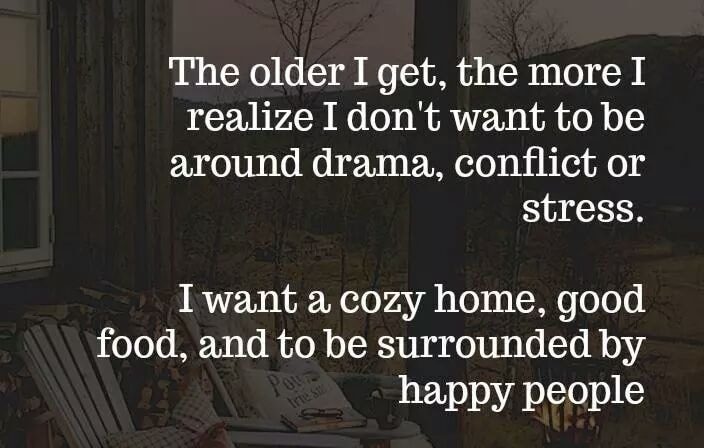 The older I get, the more I
realize I don't want to be
around drama, conflict or
stress.
I want a cozy home, good
food, and to be surrounded by
happy people